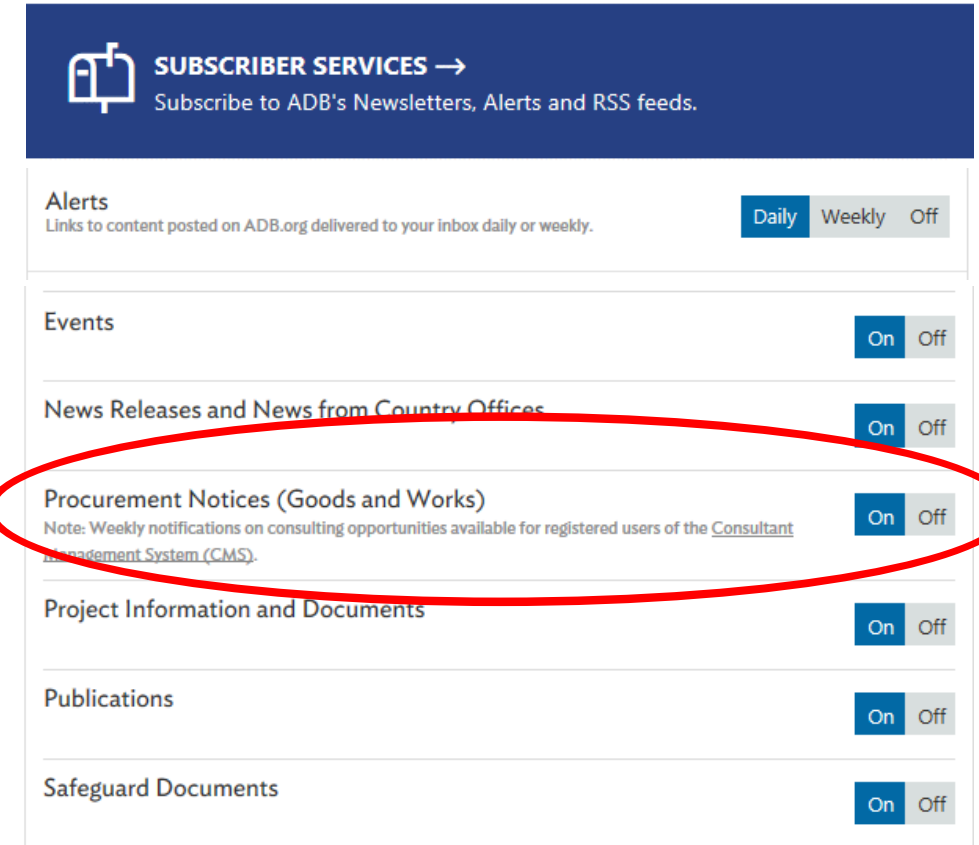 SUBSCRIBER SERVICES →
Subscribe to ADB's Newsletters, Alerts and RSS feeds.
Alerts
Links to content posted on ADB.org delivered to your inbox daily or weekly.
Daily Weekly Off
Events
On Off
News Releases and News from Country Offices
On Off
Procurement Notices (Goods and Works)
Note: Weekly notifications on consulting opportunities available for registered users of the Consultant
Management System (CMS).
On Off
Project Information and Documents
On Off
Publications
On Off
Safeguard Documents
On Off